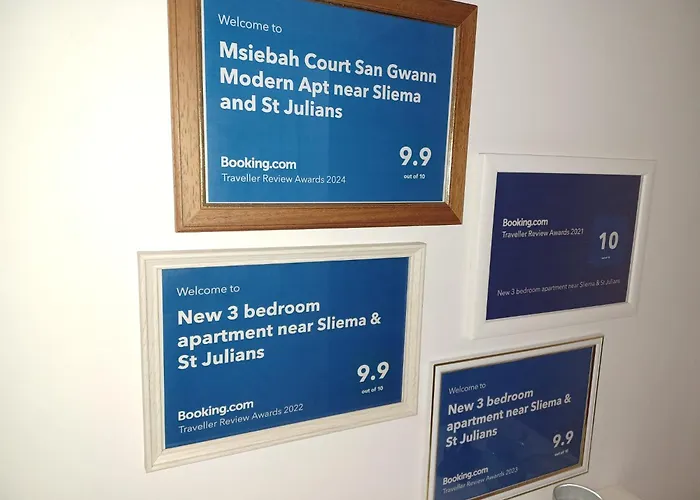 Welcome to
Msiebah Court San Gwann
Modern Apt near Sliema
and St Julians
Booking.com
Traveller Review Awards 2024
9.9
out of 10
Booking.com
Traveller Review Awards 2021
10
New 3 bedroom apartment near Sliema & St Julians
Welcome to
New 3 bedroom
apartment near Sliema &
St Julians
Booking.com
Traveller Review Awards 2022
9.9
out of 10
Welcome to
New 3 bedroom
apartment near Sliema &
St Julians
Booking.com
Traveller Review Awards 2023
9.9
out of 10